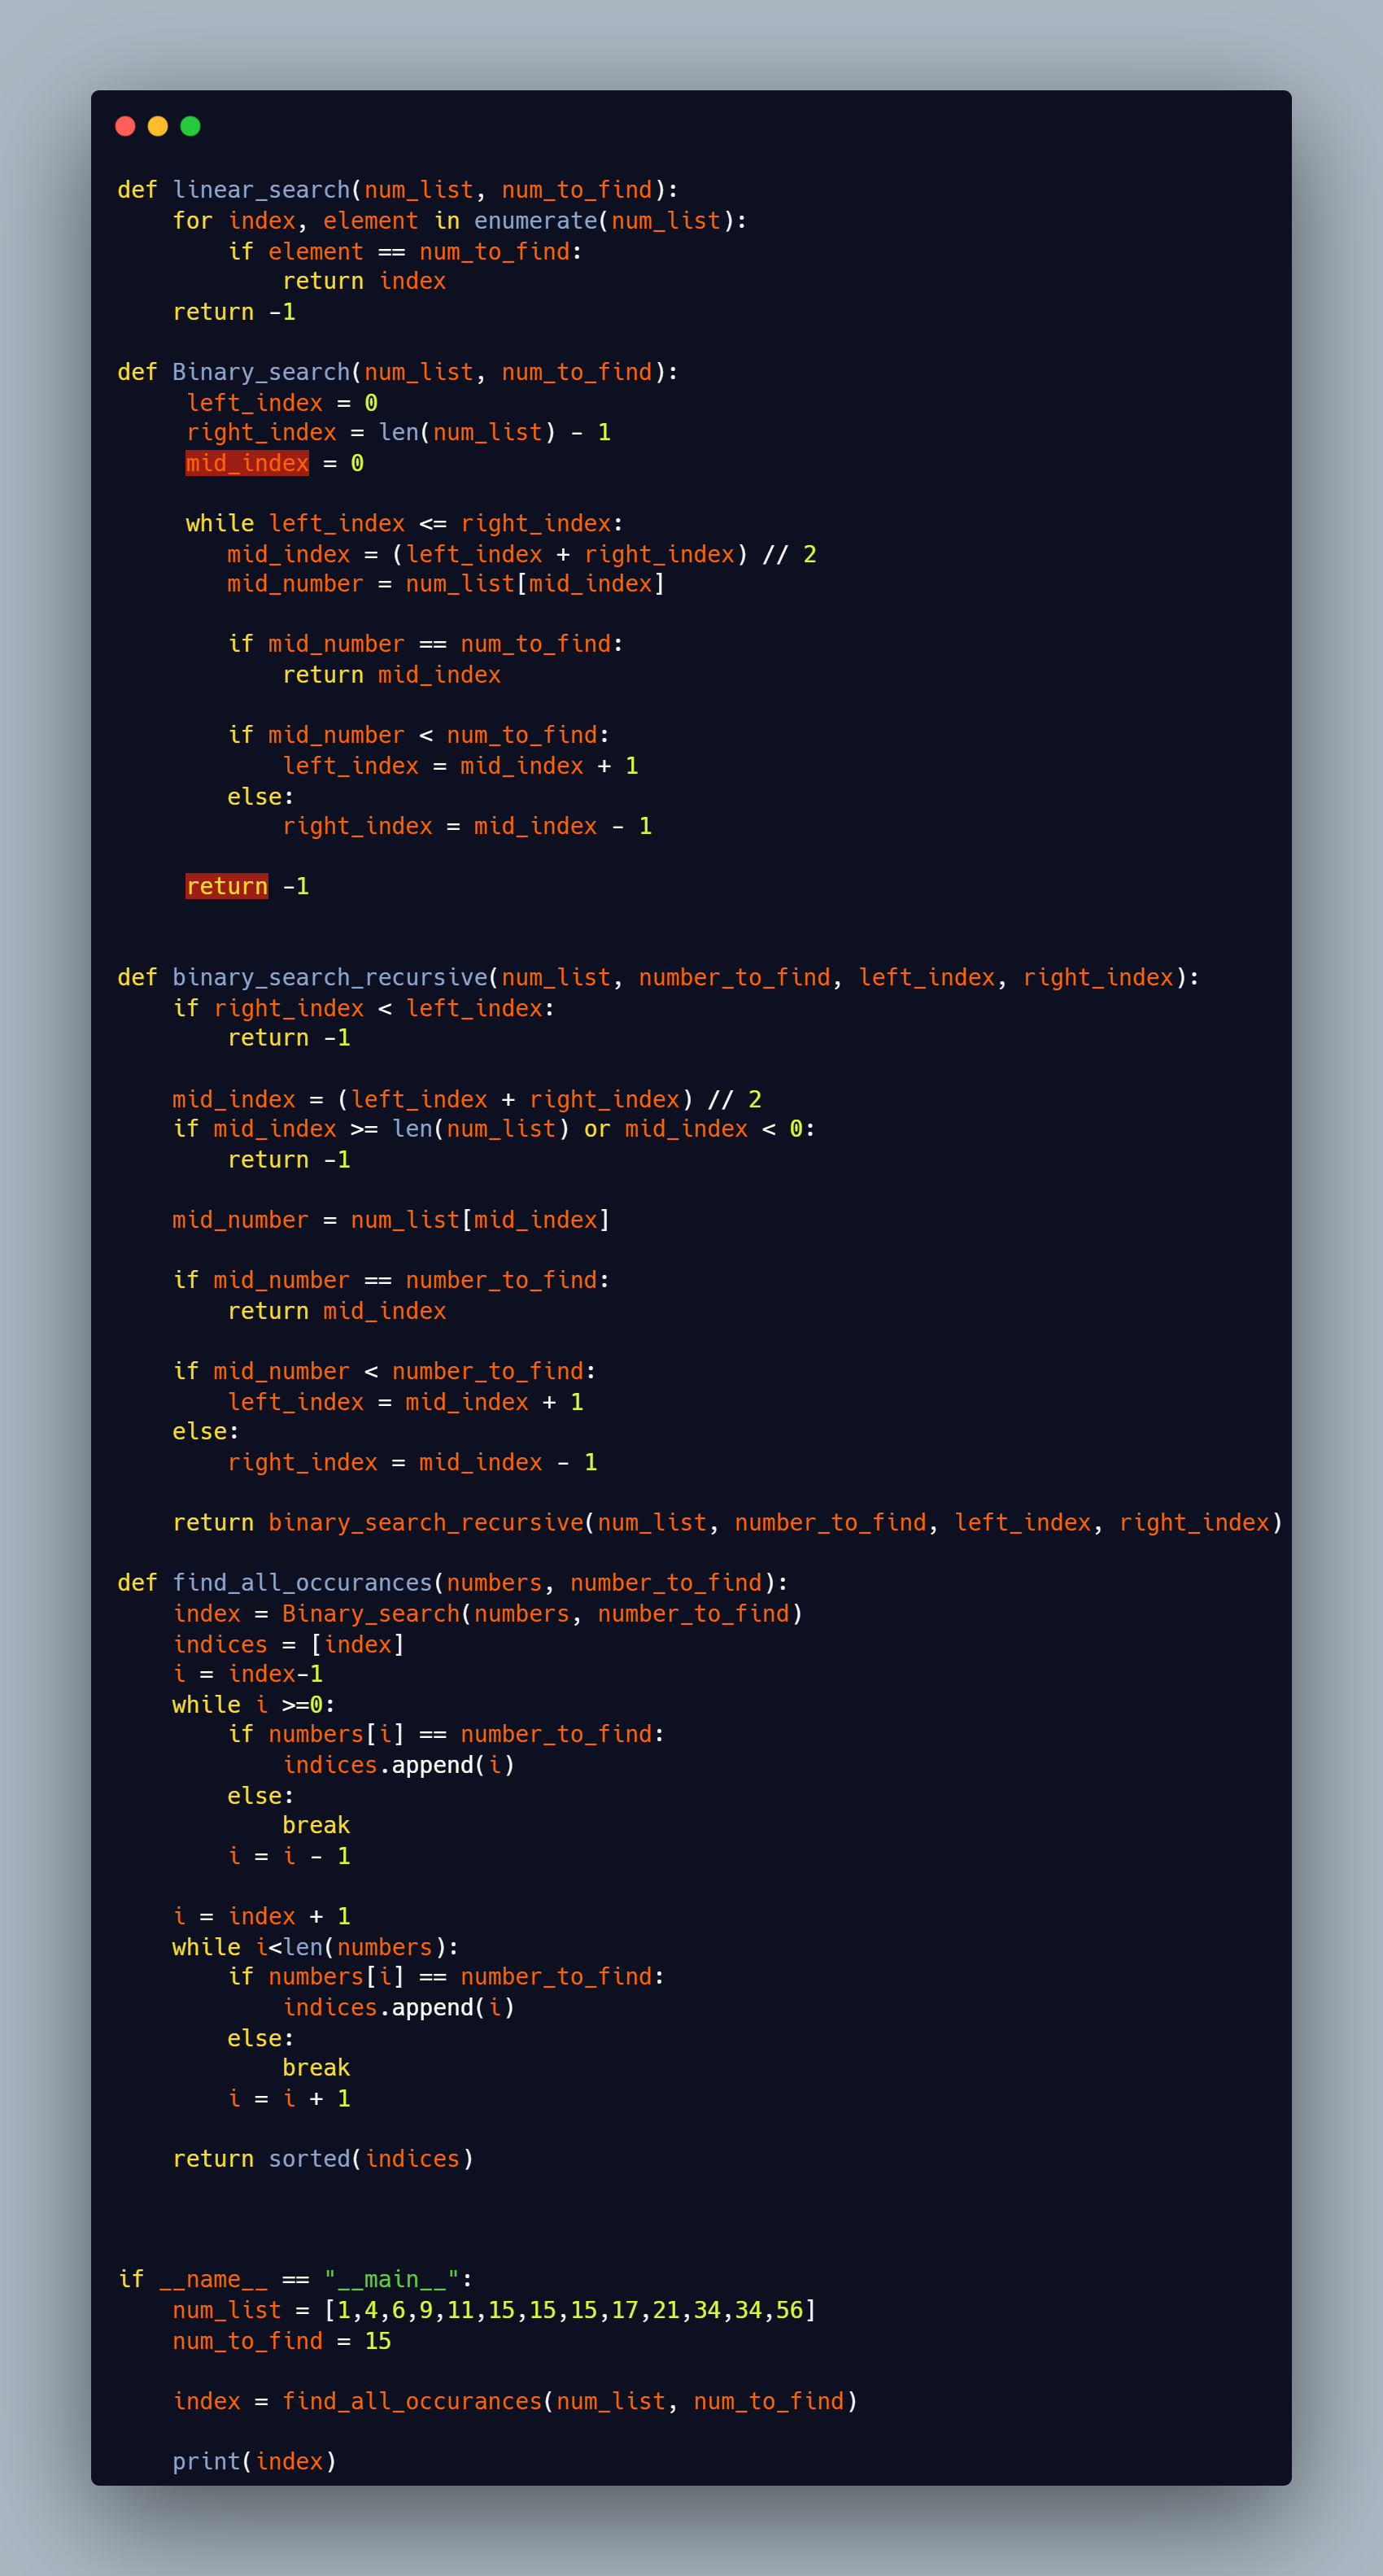 def linear_search(num_list, num_to_find):
    for index, element in enumerate(num_list):
        if element == num_to_find:
            return index
    return -1

def Binary_search(num_list, num_to_find):
     left_index = 0
     right_index = len(num_list) - 1
     mid_index = 0

     while left_index <= right_index:
        mid_index = (left_index + right_index) // 2
        mid_number = num_list[mid_index]

        if mid_number == num_to_find:
            return mid_index

        if mid_number < num_to_find:
            left_index = mid_index + 1
        else:
            right_index = mid_index - 1

     return -1


def binary_search_recursive(num_list, number_to_find, left_index, right_index):
    if right_index < left_index:
        return -1

    mid_index = (left_index + right_index) // 2
    if mid_index >= len(num_list) or mid_index < 0:
        return -1

    mid_number = num_list[mid_index]

    if mid_number == number_to_find:
        return mid_index

    if mid_number < number_to_find:
        left_index = mid_index + 1
    else:
        right_index = mid_index - 1

    return binary_search_recursive(num_list, number_to_find, left_index, right_index)

def find_all_occurances(numbers, number_to_find):
    index = Binary_search(numbers, number_to_find)
    indices = [index]
    i = index-1
    while i >=0:
        if numbers[i] == number_to_find:
            indices.append(i)
        else:
            break
        i = i - 1

    i = index + 1
    while i<len(numbers):
        if numbers[i] == number_to_find:
            indices.append(i)
        else:
            break
        i = i + 1

    return sorted(indices)



if __name__ == "__main__":
    num_list = [1,4,6,9,11,15,15,15,17,21,34,34,56]
    num_to_find = 15

    index = find_all_occurances(num_list, num_to_find)

    print(index)